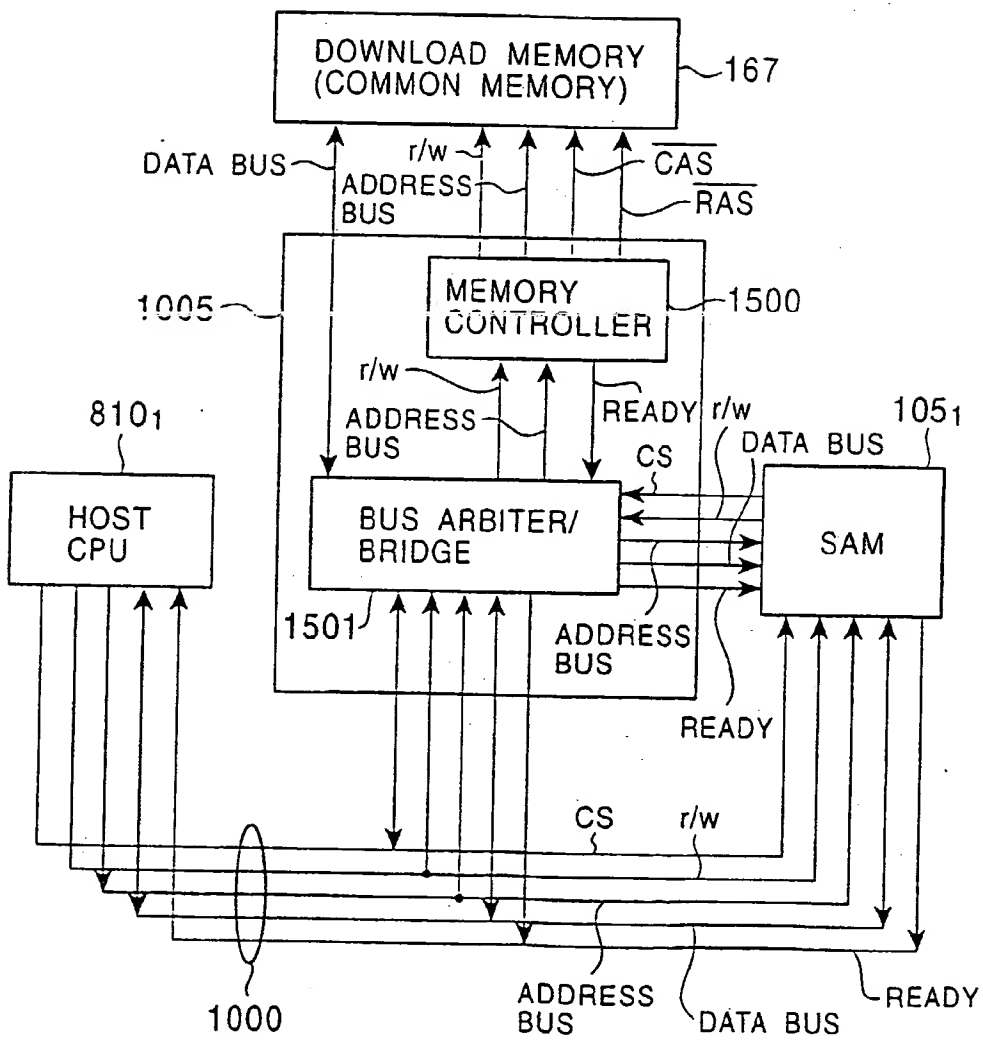 DOWNLOAD MEMORY
(COMMON MEMORY)
167
DATA BUS
r/w
ADDRESS
BUS
CAS
RAS
1005
MEMORY
CONTROLLER
1500
r/w
ADDRESS
BUS
READY
r/w
DATA BUS
CS
105₁
810₁
HOST
CPU
BUS ARBITER/
BRIDGE
SAM
1501
ADDRESS
BUS
READY
CS
r/w
1000
ADDRESS
BUS
DATA BUS
READY